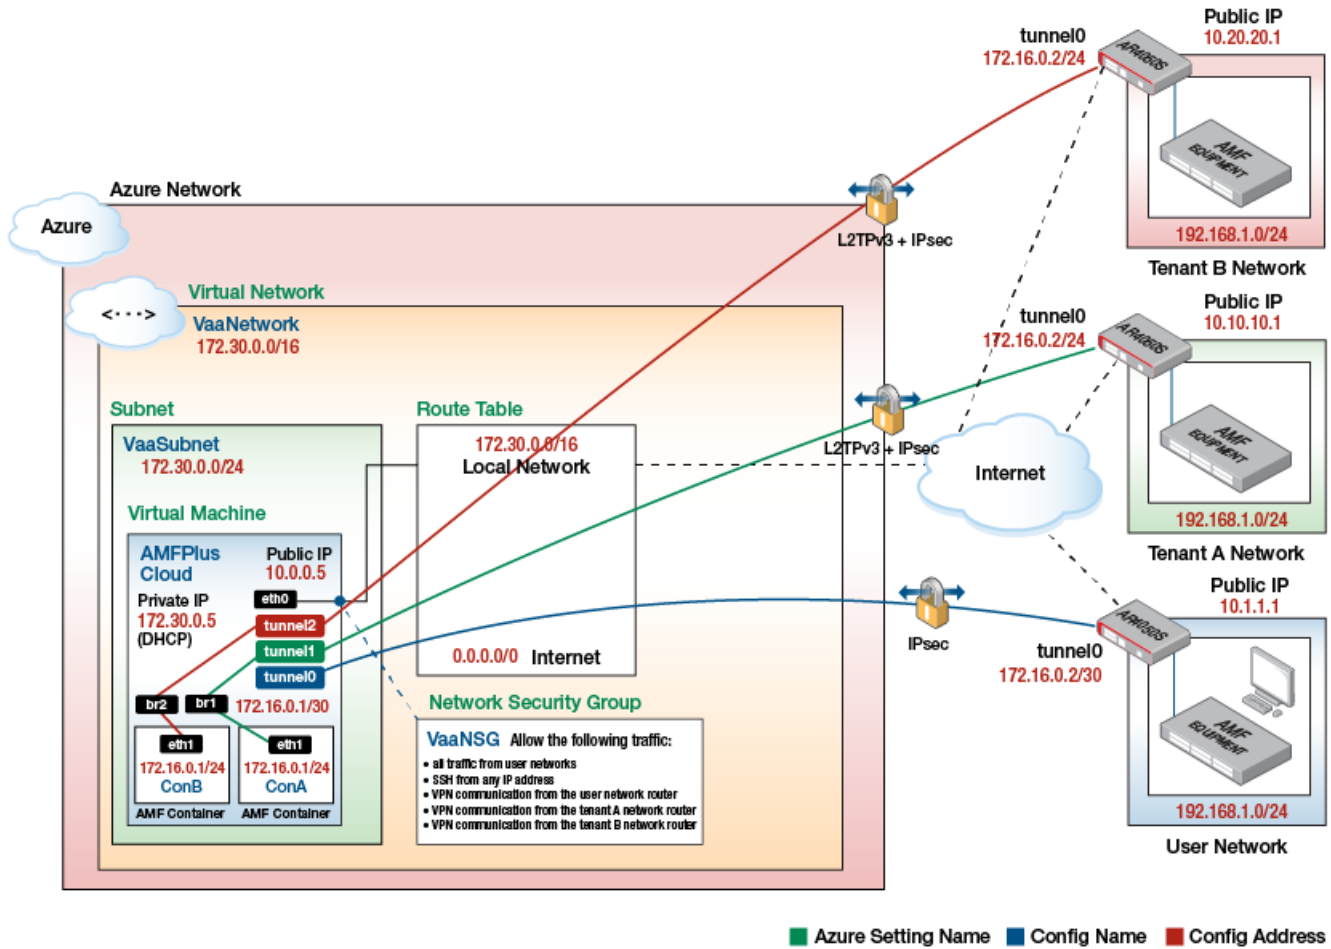 Public IP
10.20.20.1
tunnel0
172.16.0.2/24
AR4050S
AMF
EQUIPMENT
192.168.1.0/24
Tenant B Network
Azure Network
Azure
L2TPv3 + IPsec
Virtual Network
<···>
VaaNetwork
172.30.0.0/16
Public IP
10.10.10.1
tunnel0
172.16.0.2/24
AR4050S
AMF
EQUIPMENT
192.168.1.0/24
Tenant A Network
L2TPv3 + IPsec
Internet
Subnet
VaaSubnet
172.30.0.0/24
Route Table
172.30.0.0/16
Local Network
0.0.0.0/0 Internet
Virtual Machine
AMFPlus
Cloud
Public IP
10.0.0.5
Private IP
172.30.0.5
(DHCP)
eth0
tunnel2
tunnel1
tunnel0
br2
br1
172.16.0.1/30
eth1
172.16.0.1/24
ConB
AMF Container
eth1
172.16.0.1/24
ConA
AMF Container
Network Security Group
VaaNSG Allow the following traffic:
• all traffic from user networks
• SSH from any IP address
• VPN communication from the user network router
• VPN communication from the tenant A network router
• VPN communication from the tenant B network router
IPsec
Public IP
10.1.1.1
AR4050S
tunnel0
172.16.0.2/30
AMF
EQUIPMENT
192.168.1.0/24
User Network
Azure Setting Name
Config Name
Config Address